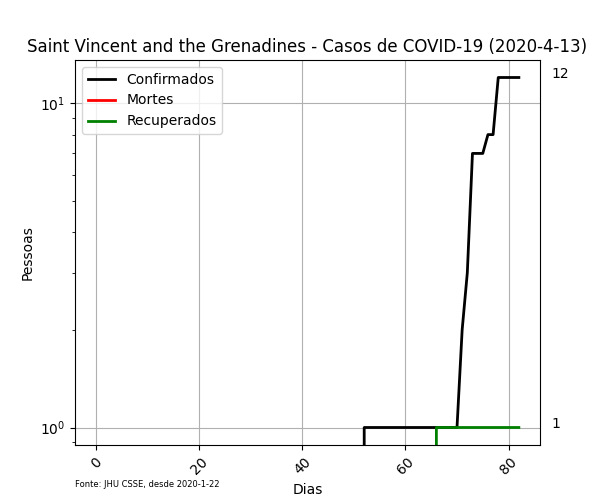 Saint Vincent and the Grenadines - Casos de COVID-19 (2020-4-13)
Confirmados
Mortes
Recuperados
12
10¹
Pessoas
10⁰
1
0
20
40
60
80
Dias
Fonte: JHU CSSE, desde 2020-1-22